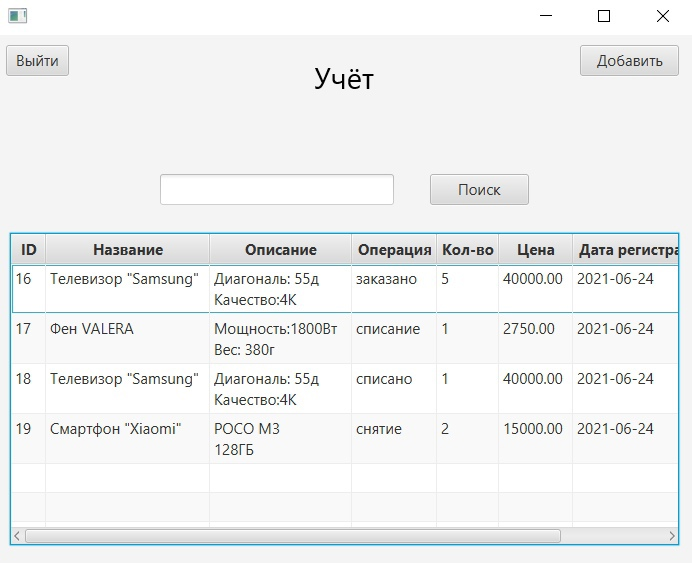 Выйти
Добавить
Учёт
Поиск
ID Название Описание Операция Кол-во Цена Дата регистра
16 Телевизор "Samsung" Диагональ: 55д заказано 5 40000.00 2021-06-24
Качество:4K
17 Фен VALERA Мощность:1800Вт списание 1 2750.00 2021-06-24
Вес: 380г
18 Телевизор "Samsung" Диагональ: 55д списано 1 40000.00 2021-06-24
Качество:4K
19 Смартфон "Xiaomi" POCO M3 снятие 2 15000.00 2021-06-24
128ГБ